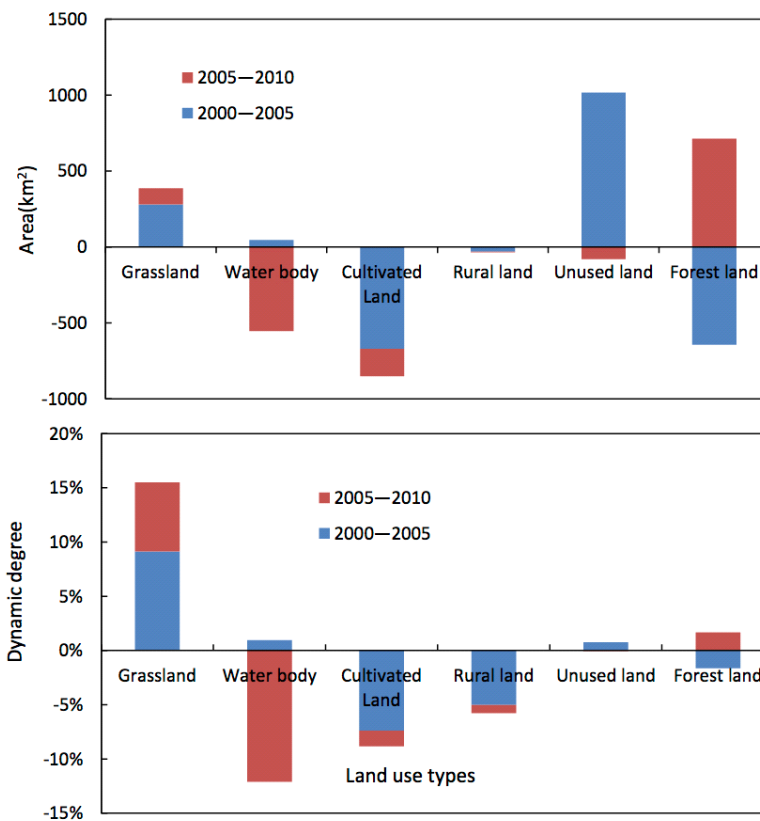 1500
1000
500
0
-500
-1000
Area(km²)
2005—2010
2000—2005
Grassland Water body Cultivated Rural land Unused land Forest land
Land
20%
15%
10%
5%
0%
-5%
-10%
-15%
Dynamic degree
2005—2010
2000—2005
Grassland Water body Cultivated Rural land Unused land Forest land
Land
Land use types